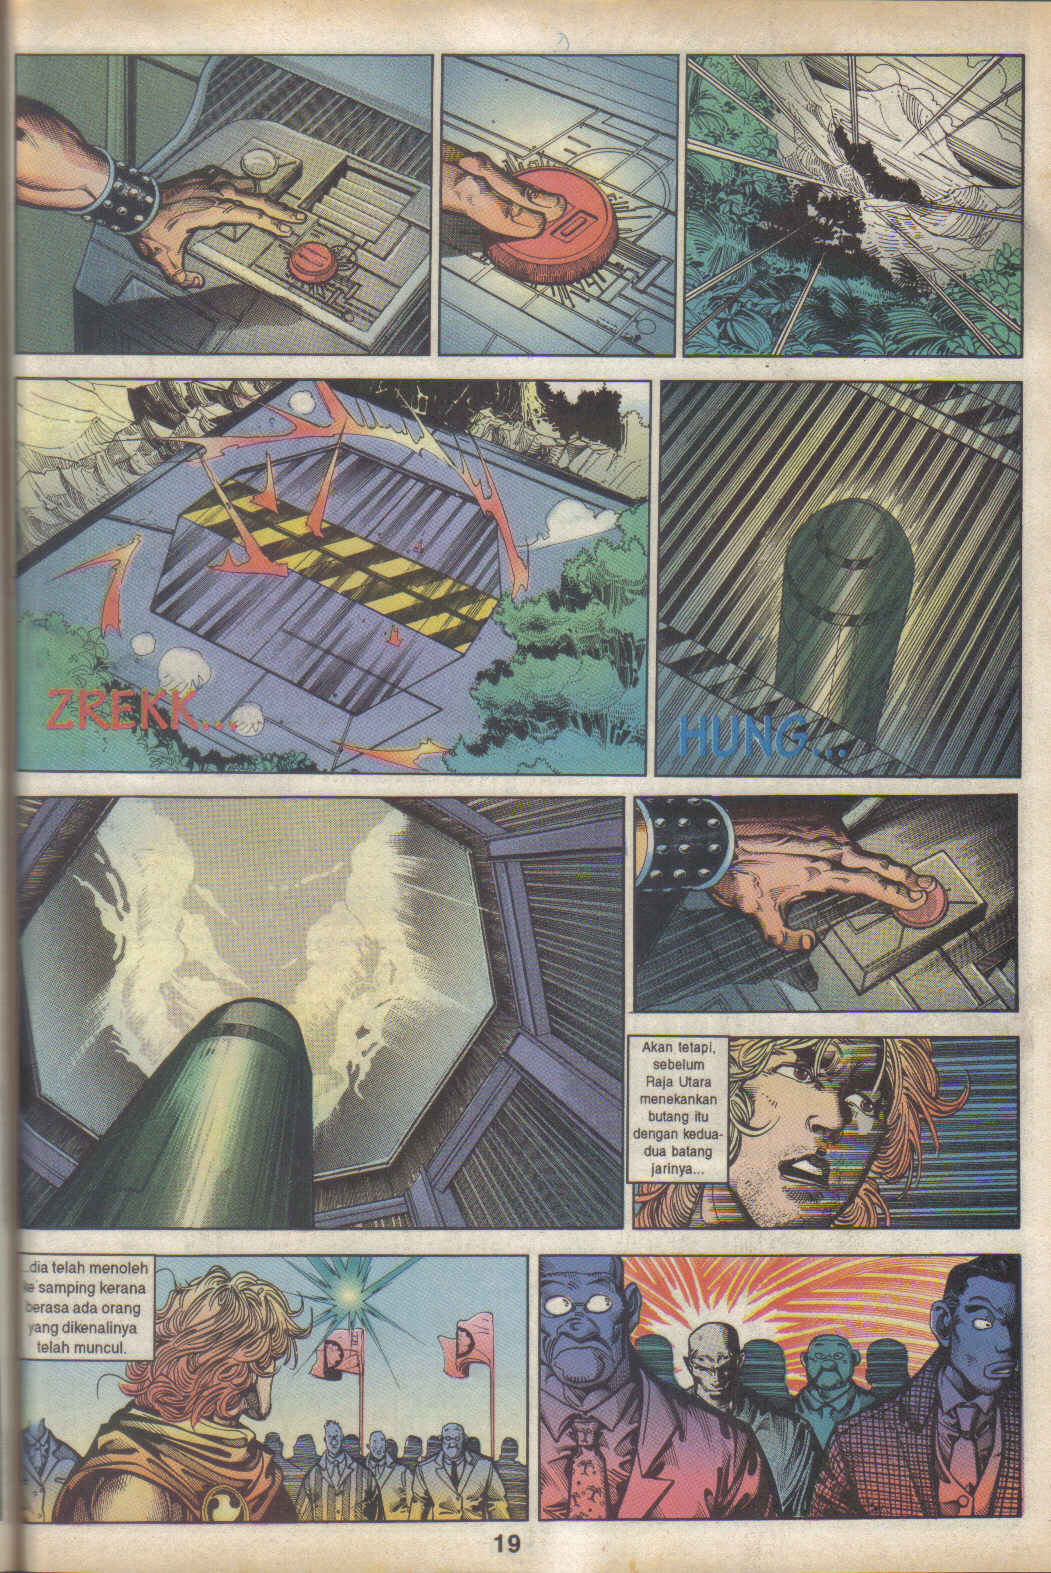 ZREKK...
HUNG...
Akan tetapi,
sebelum
Raja Utara
menekankan
butang itu
dengan kedua-
dua batang
jarinya...
...dia telah menoleh
ke samping kerana
berasa ada orang
yang dikenalinya
telah muncul.
19